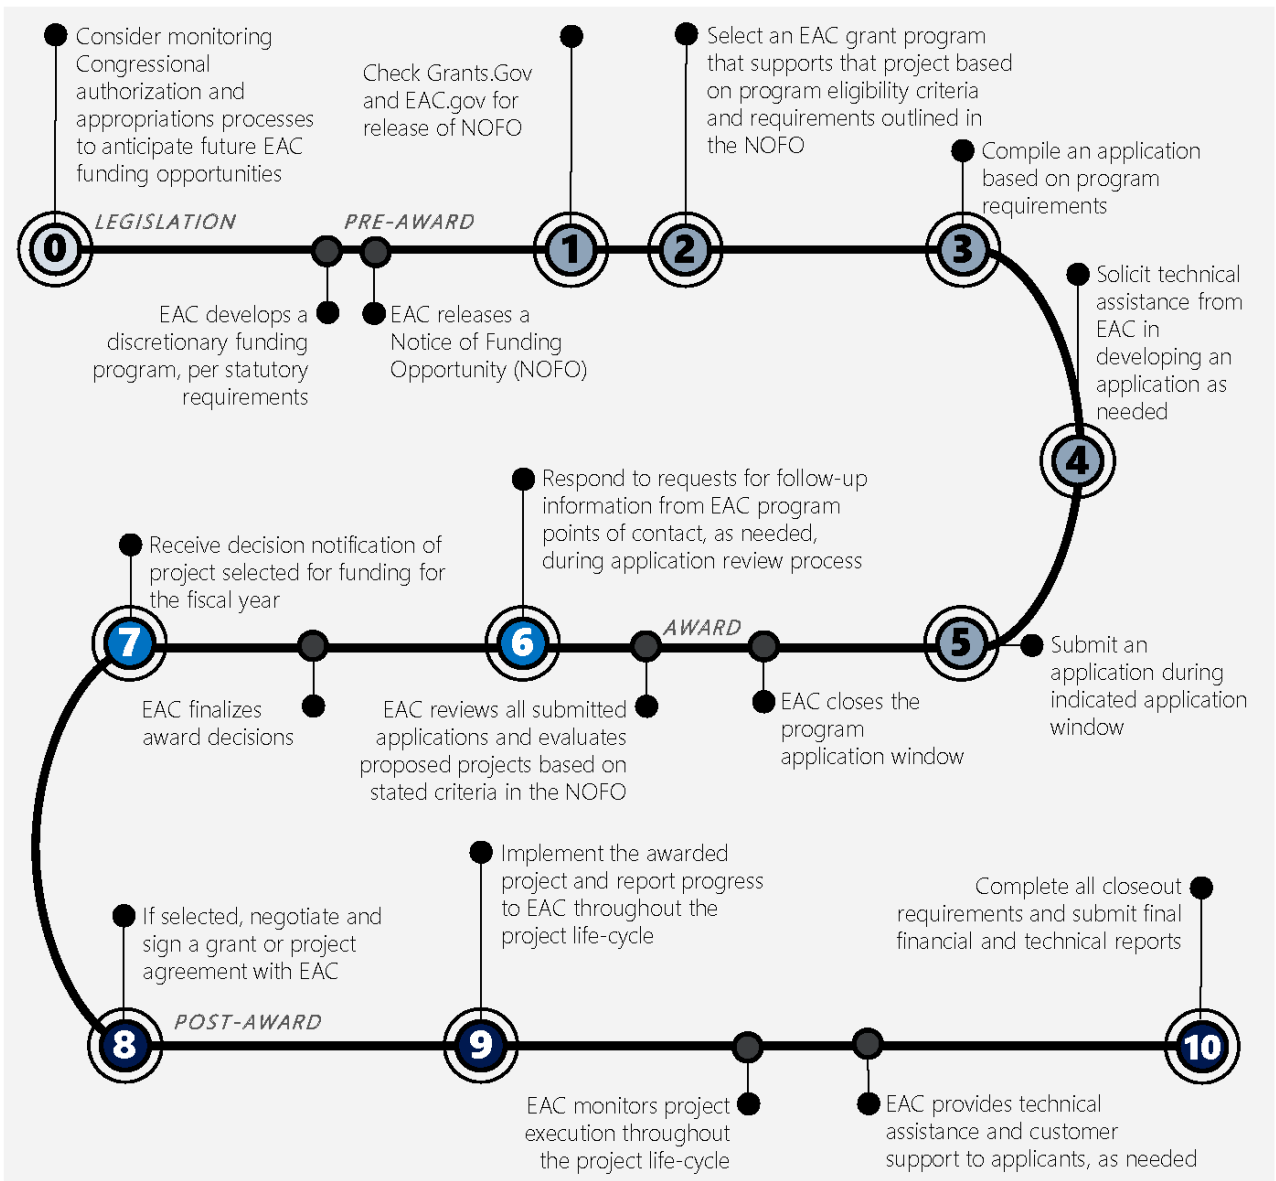 Consider monitoring
Congressional
authorization and
appropriations processes
to anticipate future EAC
funding opportunities
Check Grants.Gov
and EAC.gov for
release of NOFO
Select an EAC grant program
that supports that project based
on program eligibility criteria
and requirements outlined in
the NOFO
Compile an application
based on program
requirements
LEGISLATION
PRE-AWARD
0
1
2
3
EAC develops a
discretionary funding
program, per statutory
requirements
EAC releases a
Notice of Funding
Opportunity (NOFO)
Solicit technical
assistance from
EAC in
developing an
application as
needed
4
Respond to requests for follow-up
information from EAC program
points of contact, as needed,
during application review process
Receive decision notification of
project selected for funding for
the fiscal year
AWARD
7
6
5
Submit an
application during
indicated application
window
EAC finalizes
award decisions
EAC reviews all submitted
applications and evaluates
proposed projects based on
stated criteria in the NOFO
EAC closes the
program
application window
If selected, negotiate and
sign a grant or project
agreement with EAC
Implement the awarded
project and report progress
to EAC throughout the
project life-cycle
Complete all closeout
requirements and submit final
financial and technical reports
POST-AWARD
8
9
10
EAC monitors project
execution throughout
the project life-cycle
EAC provides technical
assistance and customer
support to applicants, as needed